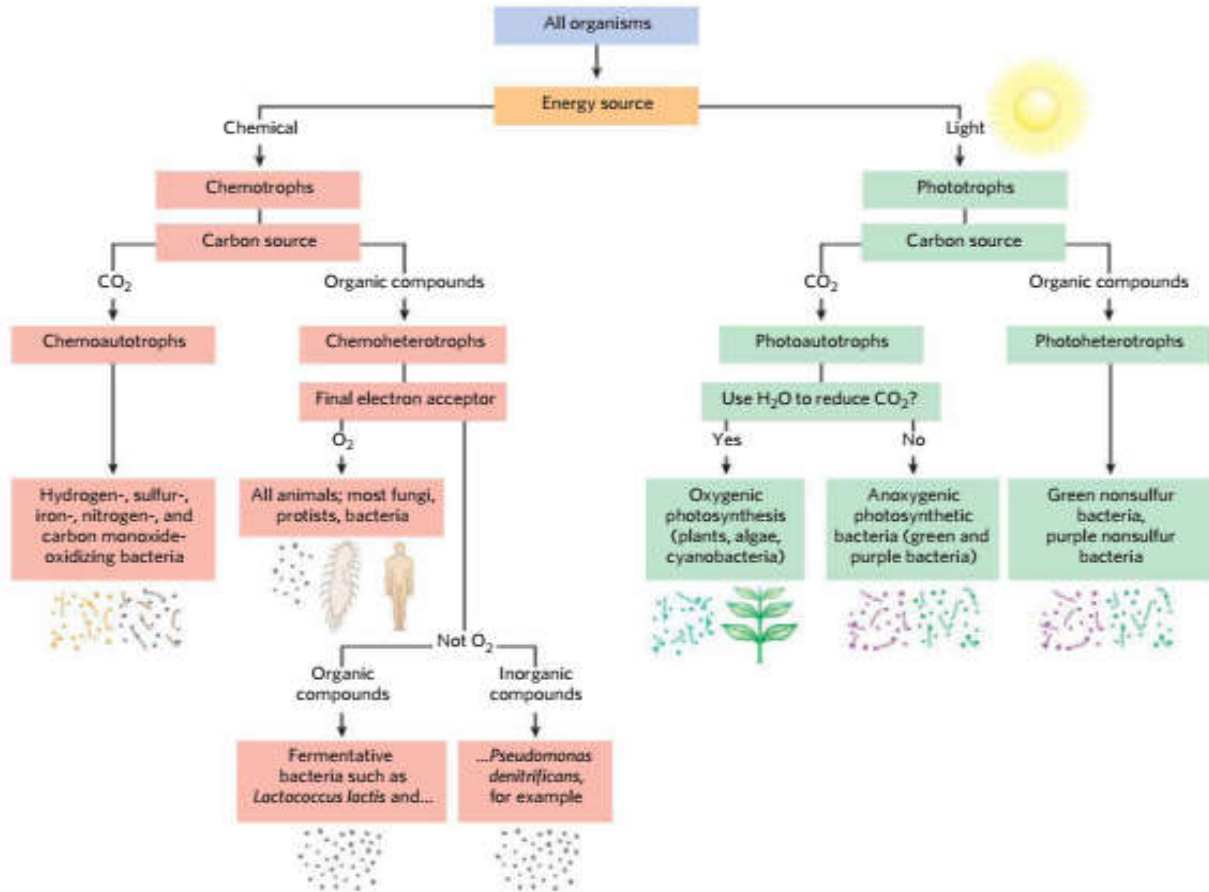 All organisms
Energy source
Chemical
Light
Chemotrophs
Phototrophs
Carbon source
Carbon source
CO₂
Organic compounds
CO₂
Organic compounds
Chemoautotrophs
Chemoheterotrophs
Photoautotrophs
Photoheterotrophs
Final electron acceptor
Use H₂O to reduce CO₂?
O₂
Yes
No
Hydrogen-, sulfur-,
iron-, nitrogen-, and
carbon monoxide-
oxidizing bacteria
All animals; most fungi,
protists, bacteria
Oxygenic
photosynthesis
(plants, algae,
cyanobacteria)
Anoxygenic
photosynthetic
bacteria (green and
purple bacteria)
Green nonsulfur
bacteria,
purple nonsulfur
bacteria
Not O₂
Organic
compounds
Inorganic
compounds
Fermentative
bacteria such as
Lactococcus lactis and...
...Pseudomonas
denitrificans,
for example